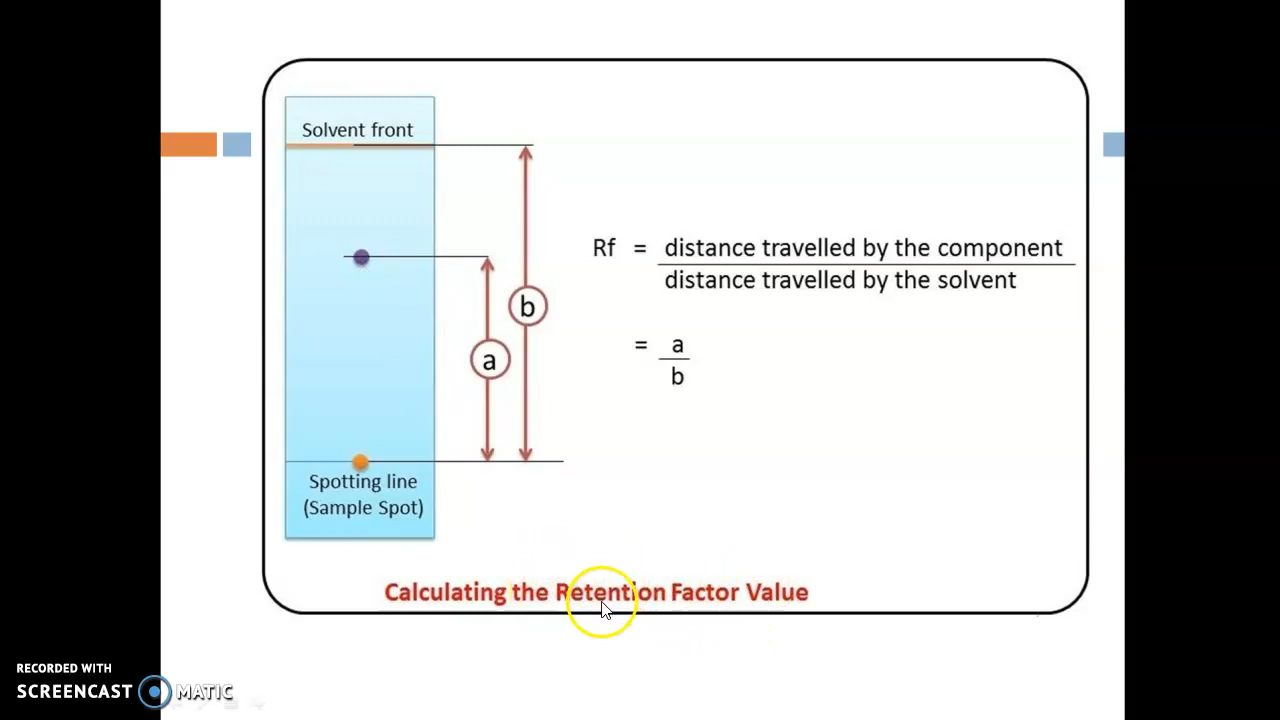 Solvent front
b
a
Spotting line
(Sample Spot)
Rf = distance travelled by the component
distance travelled by the solvent
= a
b
Calculating the Retention Factor Value
RECORDED WITH
SCREENCAST MATIC